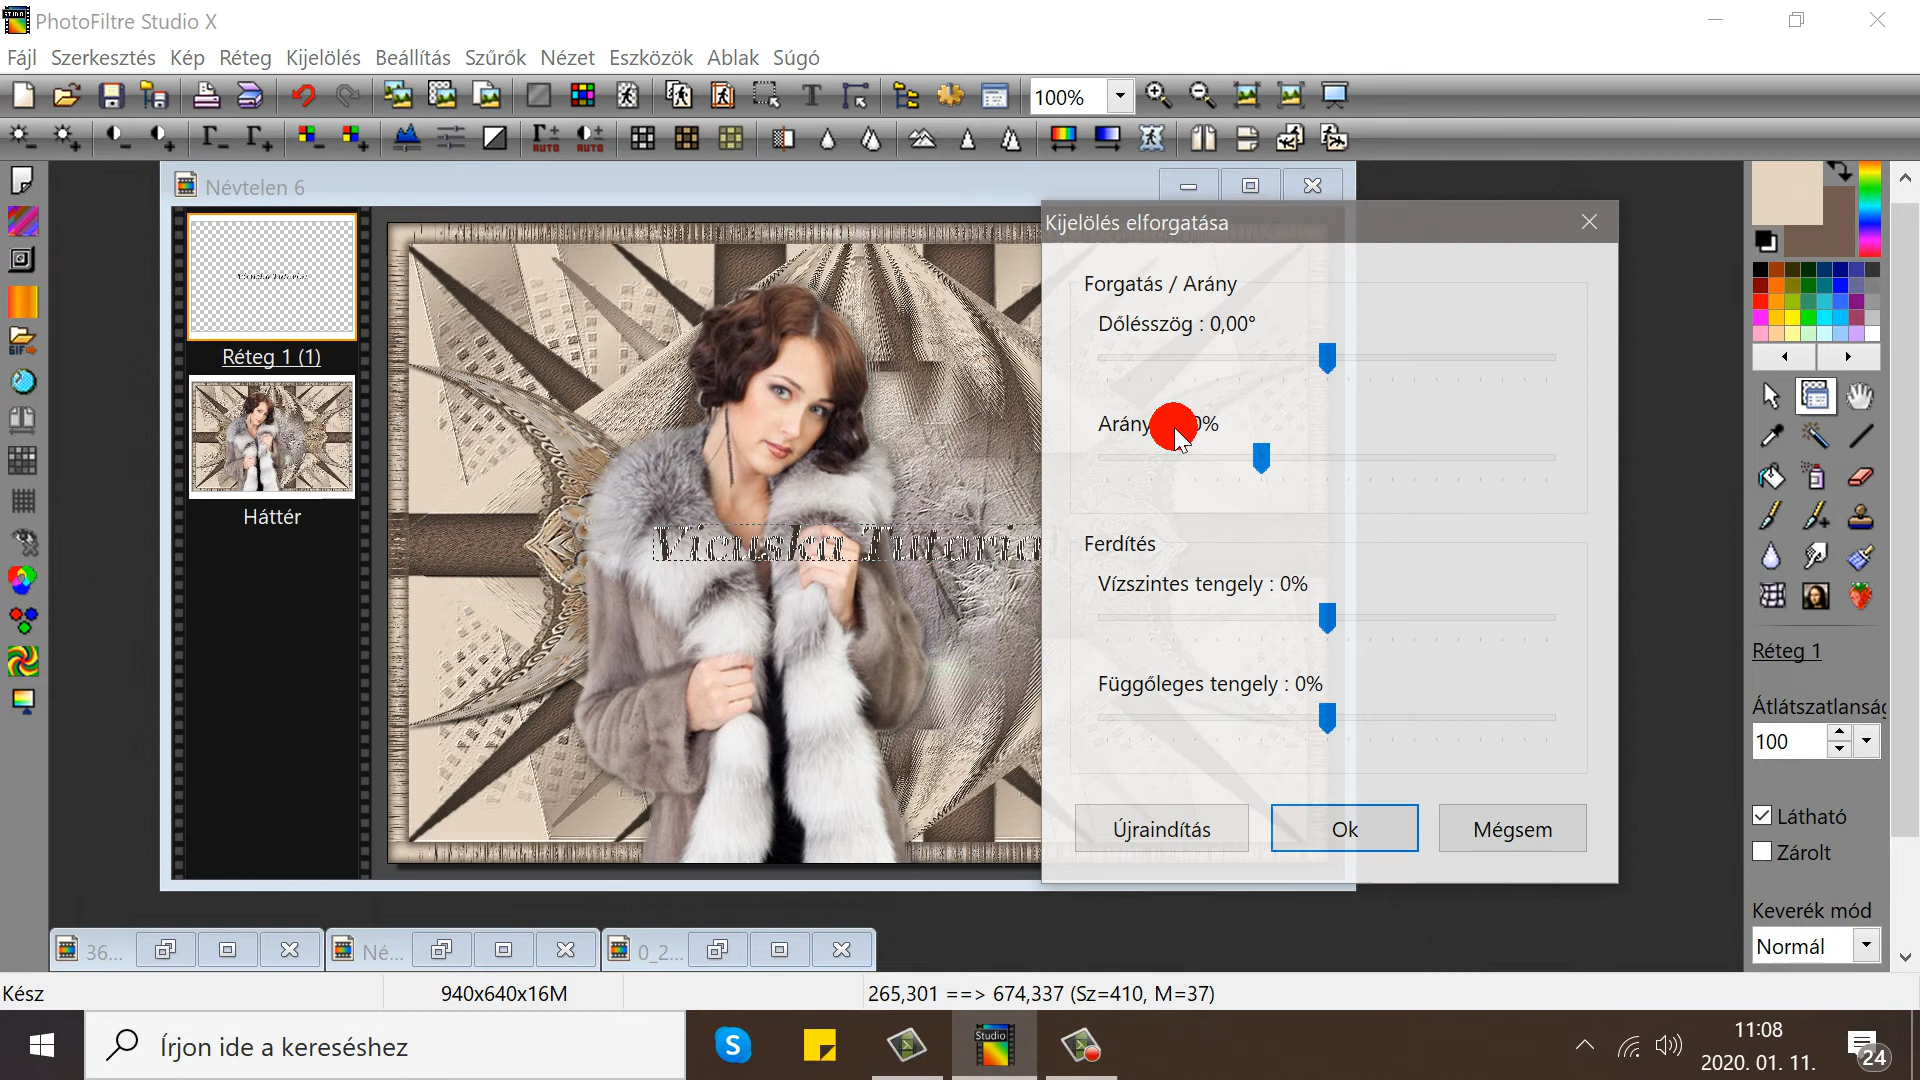 PhotoFiltre Studio X
Fájl Szerkesztés Kép Réteg Kijelölés Beállítás Szűrők Nézet Eszközök Ablak Súgó
100%
Névtelen 6
Réteg 1 (1)
Háttér
Kijelölés elforgatása
Forgatás / Arány
Dőlésszög : 0,00°
Arány
Ferdítés
Vízszintes tengely : 0%
Függőleges tengely : 0%
Újraindítás Ok Mégsem
Vicuska
Réteg 1
Átlátszatlanság
100
Látható
Zárolt
Keverék mód
Normál
36... Né... 0_2...
Kész 940x640x16M 265,301 ==> 674,337 (Sz=410, M=37)
Írjon ide a kereséshez
Studio
11:08
2020. 01. 11.
24